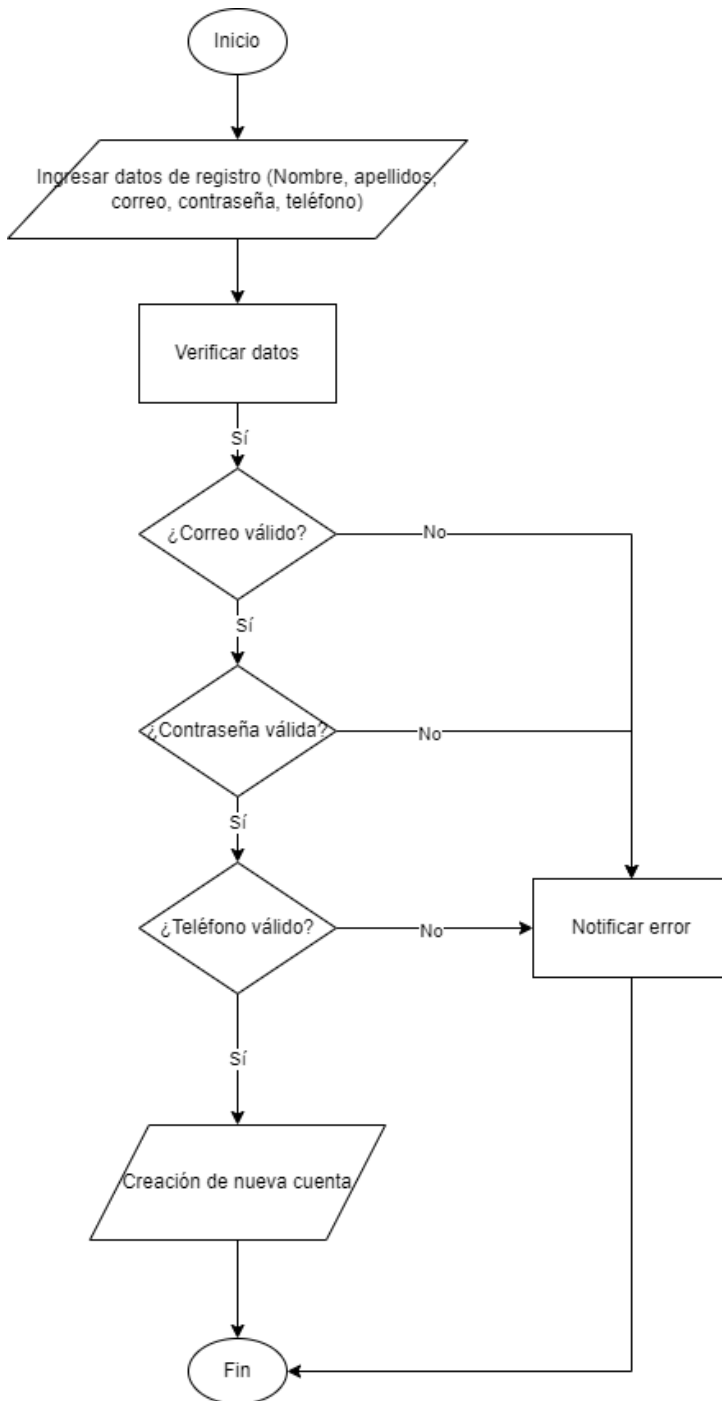 Inicio
Ingresar datos de registro (Nombre, apellidos,
correo, contraseña, teléfono)
Verificar datos
Sí
¿Correo válido?
No
Sí
¿Contraseña válida?
No
Sí
¿Teléfono válido?
No
Notificar error
Sí
Creación de nueva cuenta
Fin